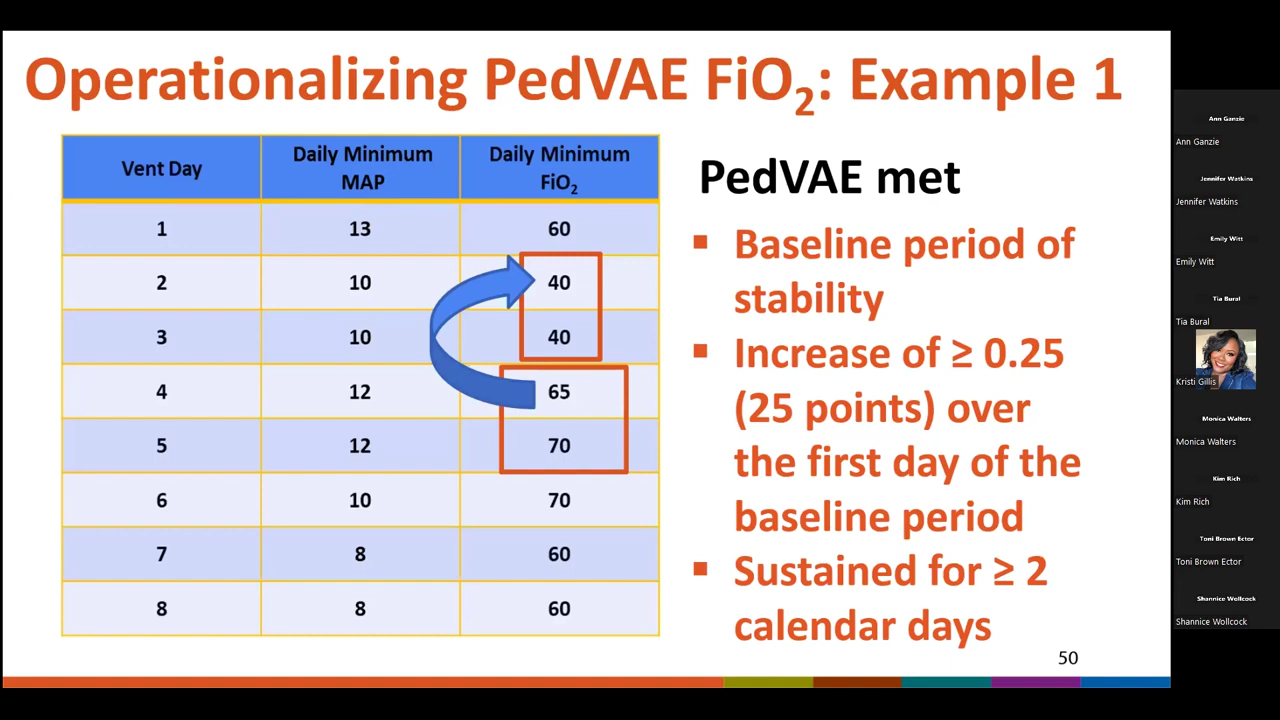 Operationalizing PedVAE FiO₂: Example 1
Vent Day
Daily Minimum MAP
Daily Minimum FiO₂
1 13 60
2 10 40
3 10 40
4 12 65
5 12 70
6 10 70
7 8 60
8 8 60
PedVAE met
▪ Baseline period of
stability
▪ Increase of ≥ 0.25
(25 points) over
the first day of the
baseline period
▪ Sustained for ≥ 2
calendar days
50
Ann Ganzie
Ann Ganzie
Jennifer Watkins
Jennifer Watkins
Emily Witt
Emily Witt
Tia Bural
Tia Bural
Kristi Gillis
Monica Walters
Monica Walters
Kim Rich
Kim Rich
Toni Brown Ector
Toni Brown Ector
Shannice Wollcock
Shannice Wollcock